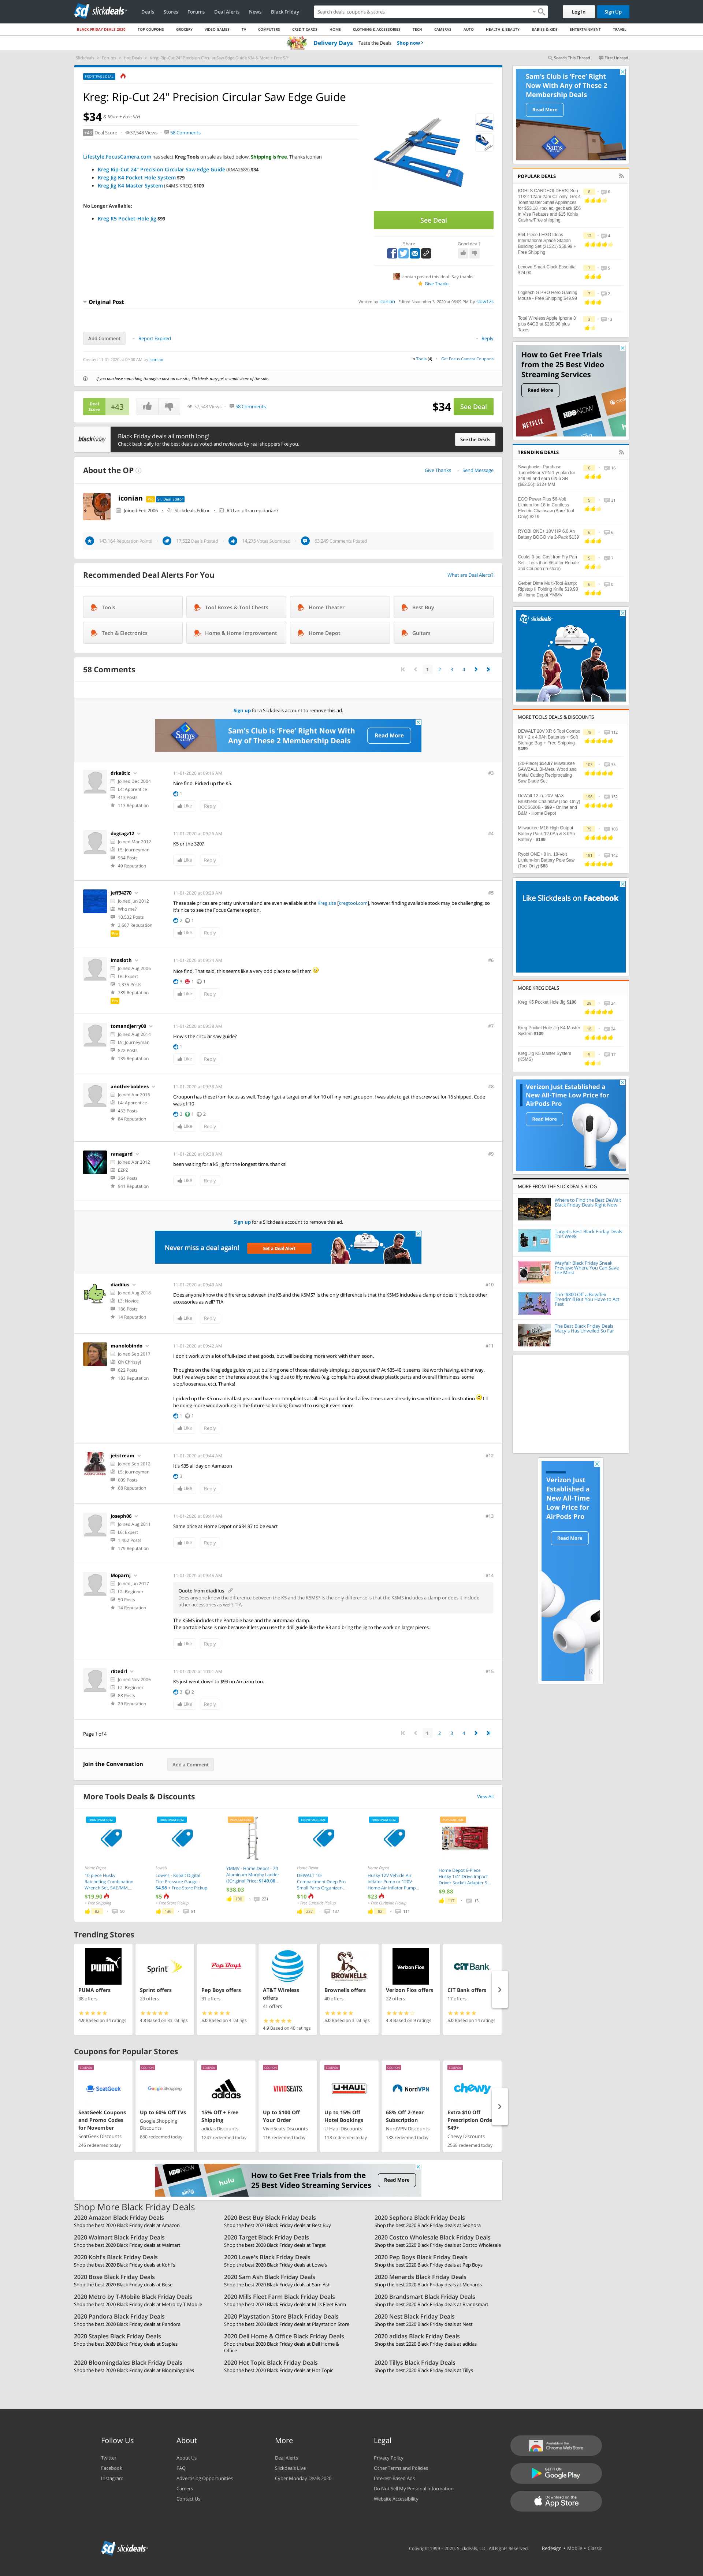 slickdeals
Deals
Stores
Forums
Deal Alerts
News
Black Friday
Search deals, coupons & stores
Log In
Sign Up
BLACK FRIDAY DEALS 2020
TOP COUPONS
GROCERY
VIDEO GAMES
TV
COMPUTERS
CREDIT CARDS
HOME
CLOTHING & ACCESSORIES
TECH
CAMERAS
AUTO
HEALTH & BEAUTY
BABIES & KIDS
ENTERTAINMENT
TRAVEL
Delivery Days Taste the Deals Shop now
Search This Thread
First Unread
FRONTPAGE DEAL
Kreg: Rip-Cut 24" Precision Circular Saw Edge Guide
$34 & More + Free S/H
+43 Deal Score
37,548 Views
58 Comments
Lifestyle.FocusCamera.com has select Kreg Tools on sale as listed below. Shipping is free. Thanks iconian
Kreg Rip-Cut 24" Precision Circular Saw Edge Guide (KMA2685) $34
Kreg Jig K4 Pocket Hole System $79
Kreg Jig K4 Master System (K4MS-KREG) $109
No Longer Available:
Kreg K5 Pocket-Hole Jig $99
See Deal
Share
Good deal?
iconian posted this deal. Say thanks!
Give Thanks
Original Post
Written by iconian
Edited November 2, 2020 at 08:09 PM by slow12s
Add Comment
Report Expired
Reply
Created 11-01-2020 at 09:00 AM by iconian
in Tools (4)
Get Focus Camera Coupons
If you purchase something through a post on our site, Slickdeals may get a small share of the sale.
Deal Score
+43
37,548 Views
58 Comments
$34
See Deal
blackfriday
Black Friday deals all month long!
Check back daily for the best deals as voted and reviewed by real shoppers like you.
See the Deals
About the OP
Give Thanks
Send Message
iconian Pro Sr. Deal Editor
Joined Feb 2006
Slickdeals Editor
R U an ultracrepidarian?
143,164 Reputation Points
17,522 Deals Posted
14,275 Votes Submitted
63,249 Comments Posted
Recommended Deal Alerts For You
What are Deal Alerts?
Tools
Tool Boxes & Tool Chests
Home Theater
Best Buy
Tech & Electronics
Home & Home Improvement
Home Depot
Guitars
58 Comments
1 2 3 4
Sign up for a Slickdeals account to remove this ad.
Sam's Club is 'Free' Right Now With Any of These 2 Membership Deals
Read More
drka0tic
Joined Dec 2004
L4: Apprentice
413 Posts
113 Reputation
11-01-2020 at 09:16 AM
#3
Nice find. Picked up the K5.
1
Like
Reply
dogtagz12
Joined Mar 2012
L5: Journeyman
964 Posts
49 Reputation
11-01-2020 at 09:20 AM
#4
K5 or the 320?
Like
Reply
jeff34270
Joined Jun 2012
Who me?
10,532 Posts
3,667 Reputation
Pro
11-01-2020 at 09:29 AM
#5
These sale prices are pretty universal and are even available at the Kreg site [kregtool.com], however finding available stock may be challenging, so it's nice to see the Focus Camera option.
2 1
Like
Reply
lmasloth
Joined Aug 2006
L6: Expert
1,335 Posts
789 Reputation
Pro
11-01-2020 at 09:34 AM
#6
Nice find. That said, this seems like a very odd place to sell them
3 1 1
Like
Reply
tomandjerry00
Joined Aug 2014
L5: Journeyman
822 Posts
139 Reputation
11-01-2020 at 09:38 AM
#7
How's the circular saw guide?
1
Like
Reply
anotherboblees
Joined Apr 2016
L4: Apprentice
453 Posts
84 Reputation
11-01-2020 at 09:38 AM
#8
Groupon has these from focus as well. Today I got a target email for 10 off my next groupon. I was able to get the screw set for 16 shipped. Code was off10
3 1 2
Like
Reply
ranagard
Joined Apr 2012
EZPZ
364 Posts
941 Reputation
11-01-2020 at 09:38 AM
#9
been waiting for a k5 jig for the longest time. thanks!
Like
Reply
Sign up for a Slickdeals account to remove this ad.
Never miss a deal again!
Set a Deal Alert
diadilus
Joined Aug 2018
L3: Novice
196 Posts
14 Reputation
11-01-2020 at 09:40 AM
#10
Does anyone know the difference between the K5 and the K5MS? Is the only difference is that the K5MS includes a clamp or does it include other accessories as well? TIA
Like
Reply
manolobindo
Joined Sep 2017
Oh Chrissy!
622 Posts
183 Reputation
11-01-2020 at 09:42 AM
#11
I don't work with a lot of full-sized sheet goods, but will be doing more with work them soon.
Thoughts on the Kreg edge guide vs just building one of those relatively simple guides yourself? At $35-40 it seems like worth having, either way, but I've always been on the fence about the Kreg due to iffy reviews (e.g. complaints about cheap plastic parts and overall flimsiness, some slop/looseness, etc). Thanks!
I picked up the K5 on a deal last year and have no complaints at all. Has paid for itself a few times over already in saved time and frustration I'll be doing more woodworking in the future so looking forward to using it even more.
1 1
Like
Reply
jetstream
Joined Sep 2012
L5: Journeyman
609 Posts
68 Reputation
11-01-2020 at 09:44 AM
#12
It's $35 all day on Aamazon
3
Like
Reply
Joseph06
Joined Aug 2011
L6: Expert
1,402 Posts
179 Reputation
11-01-2020 at 09:44 AM
#13
Same price at Home Depot or $34.97 to be exact
Like
Reply
Moparnj
Joined Jun 2017
L2: Beginner
50 Posts
14 Reputation
11-01-2020 at 09:45 AM
#14
Quote from diadilus
Does anyone know the difference between the K5 and the K5MS? Is the only difference is that the K5MS includes a clamp or does it include other accessories as well? TIA
The K5MS includes the Portable base and the automaxx clamp.
The portable base is nice because it lets you use the drill guide like the R3 and bring the jig to the work on larger pieces.
Like
Reply
r8tedrl
Joined Nov 2006
L2: Beginner
88 Posts
29 Reputation
11-01-2020 at 10:01 AM
#15
K5 just went down to $99 on Amazon too.
3 2
Like
Reply
Page 1 of 4
1 2 3 4
Join the Conversation
Add a Comment
More Tools Deals & Discounts
View All
Home Depot
10 piece Husky Ratcheting Combination Wrench Set, SAE/MM,...
$19.90
+ Free Shipping
Lowe's
Lowe's - Kobalt Digital Tire Pressure Gauge - $4.98 + Free Store Pickup
$5
+ Free Store Pickup
YMMV - Home Depot - 7ft Aluminum Murphy Ladder (Original Price: $149.00...
$38.03
Home Depot
DEWALT 10-Compartment Deep Pro Small Parts Organizer-...
$10
+ Free Curbside Pickup
Home Depot
Husky 12V Vehicle Air Inflator Pump or 120V Home Air Inflator Pump...
$23
+ Free Curbside Pickup
Home Depot 6-Piece Husky 1/4" Drive Impact Driver Socket Adapter S...
$9.88
Trending Stores
PUMA offers
38 offers
4.9 Based on 34 ratings
Sprint offers
29 offers
4.8 Based on 33 ratings
Pep Boys offers
31 offers
5.0 Based on 4 ratings
AT&T Wireless offers
41 offers
4.9 Based on 40 ratings
Brownells offers
40 offers
5.0 Based on 3 ratings
Verizon Fios offers
22 offers
4.3 Based on 9 ratings
CIT Bank offers
17 offers
5.0 Based on 14 ratings
Coupons for Popular Stores
SeatGeek Coupons and Promo Codes for November
SeatGeek Discounts
246 redeemed today
Up to 60% Off TVs
Google Shopping Discounts
880 redeemed today
15% Off + Free Shipping
adidas Discounts
1247 redeemed today
Up to $100 Off Your Order
VividSeats Discounts
116 redeemed today
Up to 15% Off Hotel Bookings
U-Haul Discounts
118 redeemed today
68% Off 2-Year Subscription
NordVPN Discounts
188 redeemed today
Extra $10 Off Prescription Orde $49+
Chewy Discounts
2568 redeemed today
How to Get Free Trials from the 25 Best Video Streaming Services
Read More
Shop More Black Friday Deals
2020 Amazon Black Friday Deals
Shop the best 2020 Black Friday deals at Amazon
2020 Best Buy Black Friday Deals
Shop the best 2020 Black Friday deals at Best Buy
2020 Sephora Black Friday Deals
Shop the best 2020 Black Friday deals at Sephora
2020 Walmart Black Friday Deals
Shop the best 2020 Black Friday deals at Walmart
2020 Target Black Friday Deals
Shop the best 2020 Black Friday deals at Target
2020 Costco Wholesale Black Friday Deals
Shop the best 2020 Black Friday deals at Costco Wholesale
2020 Kohl's Black Friday Deals
Shop the best 2020 Black Friday deals at Kohl's
2020 Lowe's Black Friday Deals
Shop the best 2020 Black Friday deals at Lowe's
2020 Pep Boys Black Friday Deals
Shop the best 2020 Black Friday deals at Pep Boys
2020 Bose Black Friday Deals
Shop the best 2020 Black Friday deals at Bose
2020 Sam Ash Black Friday Deals
Shop the best 2020 Black Friday deals at Sam Ash
2020 Menards Black Friday Deals
Shop the best 2020 Black Friday deals at Menards
2020 Metro by T-Mobile Black Friday Deals
Shop the best 2020 Black Friday deals at Metro by T-Mobile
2020 Mills Fleet Farm Black Friday Deals
Shop the best 2020 Black Friday deals at Mills Fleet Farm
2020 Brandsmart Black Friday Deals
Shop the best 2020 Black Friday deals at Brandsmart
2020 Pandora Black Friday Deals
Shop the best 2020 Black Friday deals at Pandora
2020 Playstation Store Black Friday Deals
Shop the best 2020 Black Friday deals at Playstation Store
2020 Nest Black Friday Deals
Shop the best 2020 Black Friday deals at Nest
2020 Staples Black Friday Deals
Shop the best 2020 Black Friday deals at Staples
2020 Dell Home & Office Black Friday Deals
Shop the best 2020 Black Friday deals at Dell Home & Office
2020 adidas Black Friday Deals
Shop the best 2020 Black Friday deals at adidas
2020 Bloomingdales Black Friday Deals
Shop the best 2020 Black Friday deals at Bloomingdales
2020 Hot Topic Black Friday Deals
Shop the best 2020 Black Friday deals at Hot Topic
2020 Tillys Black Friday Deals
Shop the best 2020 Black Friday deals at Tillys
Sam's Club is 'Free' Right Now With Any of These 2 Membership Deals
Read More
POPULAR DEALS
KOHLS CARDHOLDERS: Sun 11/22 12am-2am CT only: Get 6 Toastmaster Small Appliances for $53.16 +tax ac, get back $56 in Visa Rebates and $15 Kohls Cash w/Free shipping
864-Piece LEGO Ideas International Space Station Building Set (21321) $59.99 + Free Shipping
Lenovo Smart Clock Essential $24.00
Logitech G PRO Hero Gaming Mouse - Free Shipping $49.99
Total Wireless Apple Iphone 8 plus 64GB at $239.98 plus Taxes
How to Get Free Trials from the 25 Best Video Streaming Services
Read More
NETFLIX
HBO NOW
hulu
TRENDING DEALS
Swagbucks: Purchase TunnelBear VPN 1 yr plan for $49.99 and earn 6258 SB ($62.58): $12+ MM
EGO Power Plus 56-Volt Lithium Ion 18-in Cordless Electric Chainsaw (Bare Tool Only) $219
RYOBI ONE+ 18V HP 6.0 Ah Battery BOGO via 2-Pack $138
Cooks 3-pc. Cast Iron Fry Pan Set - Less than $6 after Rebate and Coupon (in-store)
Gerber Dime Multi-Tool &amp; Ripstop II Folding Knife $19.98 @ Home Depot YMMV
slickdeals
MORE TOOLS DEALS & DISCOUNTS
DEWALT 20V XR 6 Tool Combo Kit + 2 x 4.0Ah Batteries + Soft Storage Bag + Free Shipping $499
(20-Piece) $14.97 Milwaukee SAWZALL Bi-Metal Wood and Metal Cutting Reciprocating Saw Blade Set
DeWalt 12 In. 20V MAX Brushless Chainsaw (Tool Only) DCCS620B - $99 - Online and B&M - Home Depot
Milwaukee M18 High Output Battery Pack 12.0Ah & 6.0Ah Battery - $199
Ryobi ONE+ 8 in. 18-Volt Lithium-Ion Battery Pole Saw (Tool Only) $68
Like Slickdeals on Facebook
MORE KREG DEALS
Kreg K5 Pocket Hole Jig $100
Kreg Pocket Hole Jig K4 Master System $109
Kreg Jig K5 Master System (K5MS)
Verizon Just Established a New All-Time Low Price for AirPods Pro
Read More
MORE FROM THE SLICKDEALS BLOG
Where to Find the Best DeWalt Black Friday Deals Right Now
Target's Best Black Friday Deals This Week
Wayfair Black Friday Sneak Preview: Where You Can Save the Most
Trim $800 Off a Bowflex Treadmill But You Have to Act Fast
The Best Black Friday Deals Macy's Has Unveiled So Far
Verizon Just Established a New All-Time Low Price for AirPods Pro
Read More
Follow Us
Twitter
Facebook
Instagram
About
About Us
FAQ
Advertising Opportunities
Careers
Contact Us
More
Deal Alerts
Slickdeals Live
Cyber Monday Deals 2020
Legal
Privacy Policy
Other Terms and Policies
Interest-Based Ads
Do Not Sell My Personal Information
Website Accessibility
Available in the Chrome Web Store
GET IT ON Google Play
Download on the App Store
slickdeals
Copyright 1999 - 2020. Slickdeals, LLC. All Rights Reserved.
Redesign • Mobile • Classic